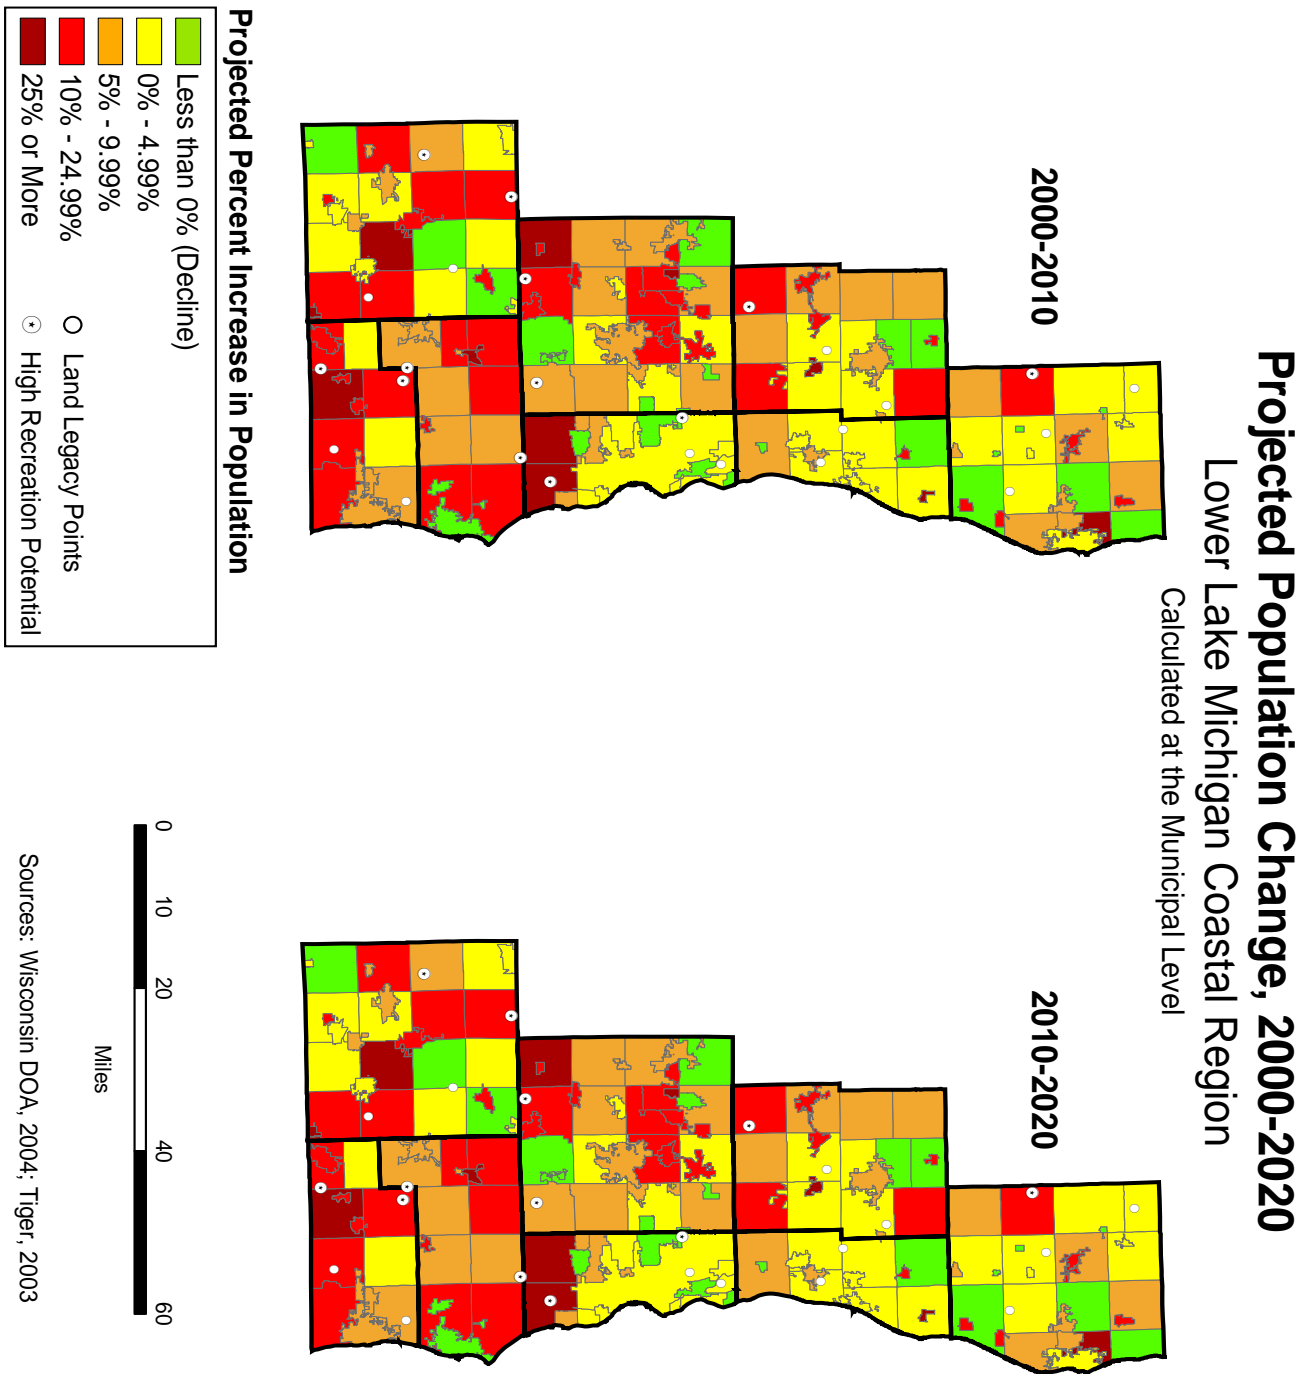 Projected Population Change, 2000-2020
Lower Lake Michigan Coastal Region
Calculated at the Municipal Level
2000-2010
2010-2020
Projected Percent Increase in Population
Less than 0% (Decline)
0% - 4.99%
5% - 9.99%
10% - 24.99%
25% or More
Land Legacy Points
High Recreation Potential
0 10 20 40 60
Miles
Sources: Wisconsin DOA, 2004; Tiger, 2003